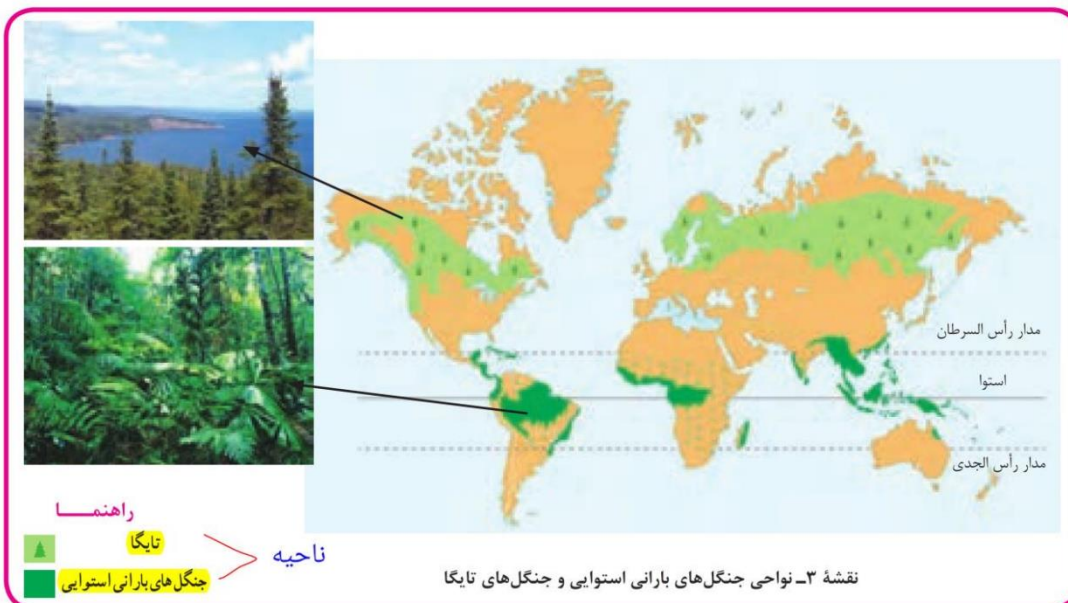 مدار رأس السرطان
استوا
مدار رأس الجدی
راهنمـــــا
تایگا
جنگل‌های بارانی استوایی
ناحیه
نقشهٔ ۳ـ نواحی جنگل‌های بارانی استوایی و جنگل‌های تایگا